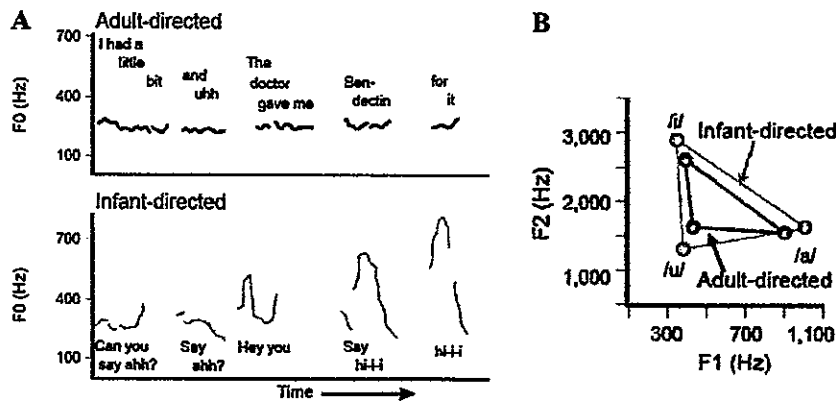 A
Adult-directed
700
400
100
F0 (Hz)
I had a
little
bit
and
uhh
The
doctor
gave me
Ben-
dectin
for
it
Infant-directed
700
400
100
F0 (Hz)
Can you
say ahh?
Say
ahh?
Hey you
Say
hi-i-i
hi-i-i
Time
B
3,000
2,000
1,000
F2 (Hz)
/i/
Infant-directed
/u/
/a/
Adult-directed
300
700
1,100
F1 (Hz)